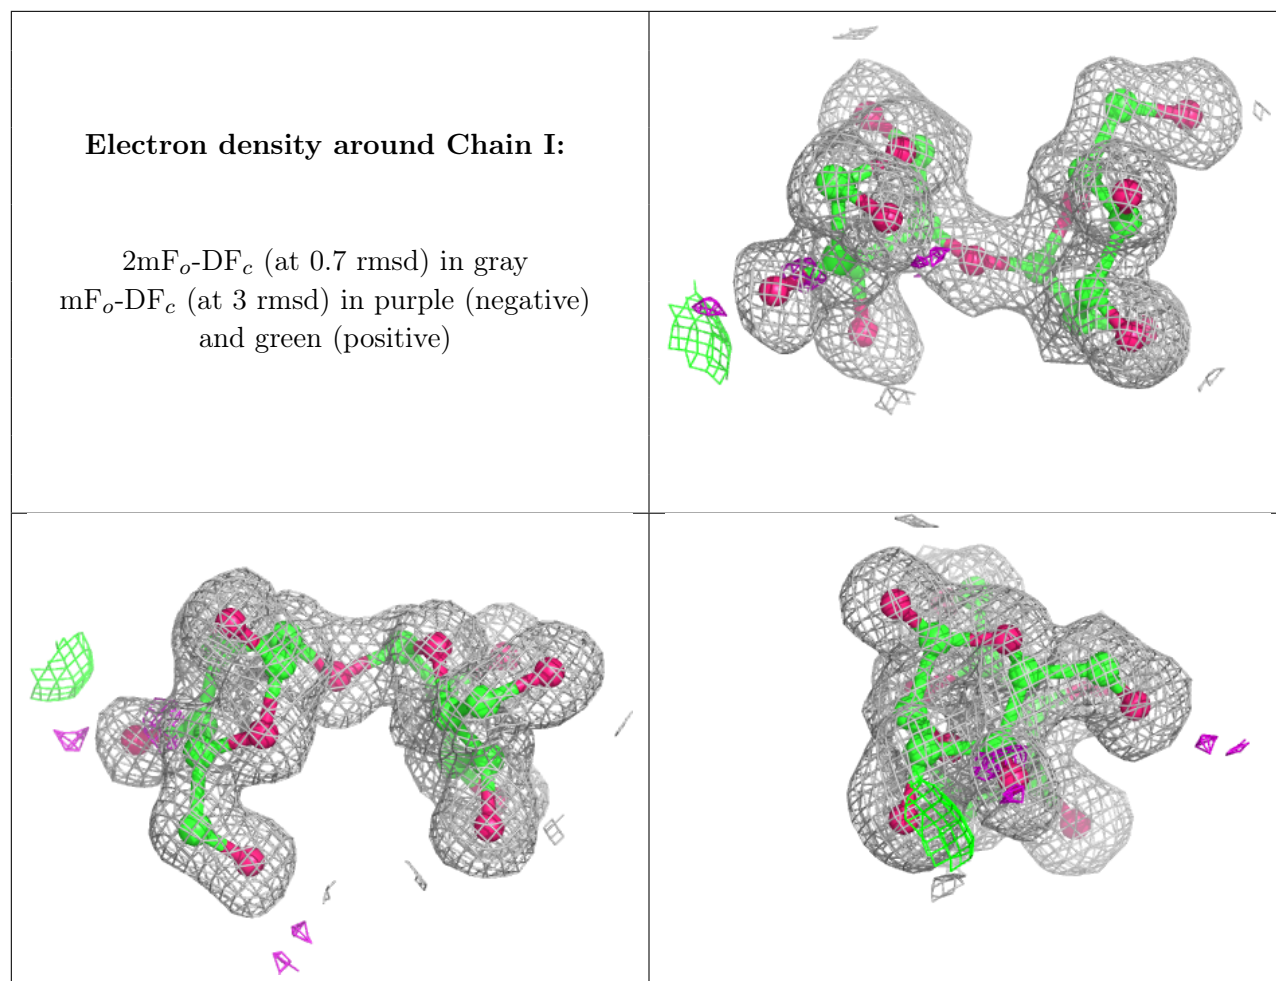 Electron density around Chain I:
2mFo-DFc (at 0.7 rmsd) in gray
mFo-DFc (at 3 rmsd) in purple (negative)
and green (positive)